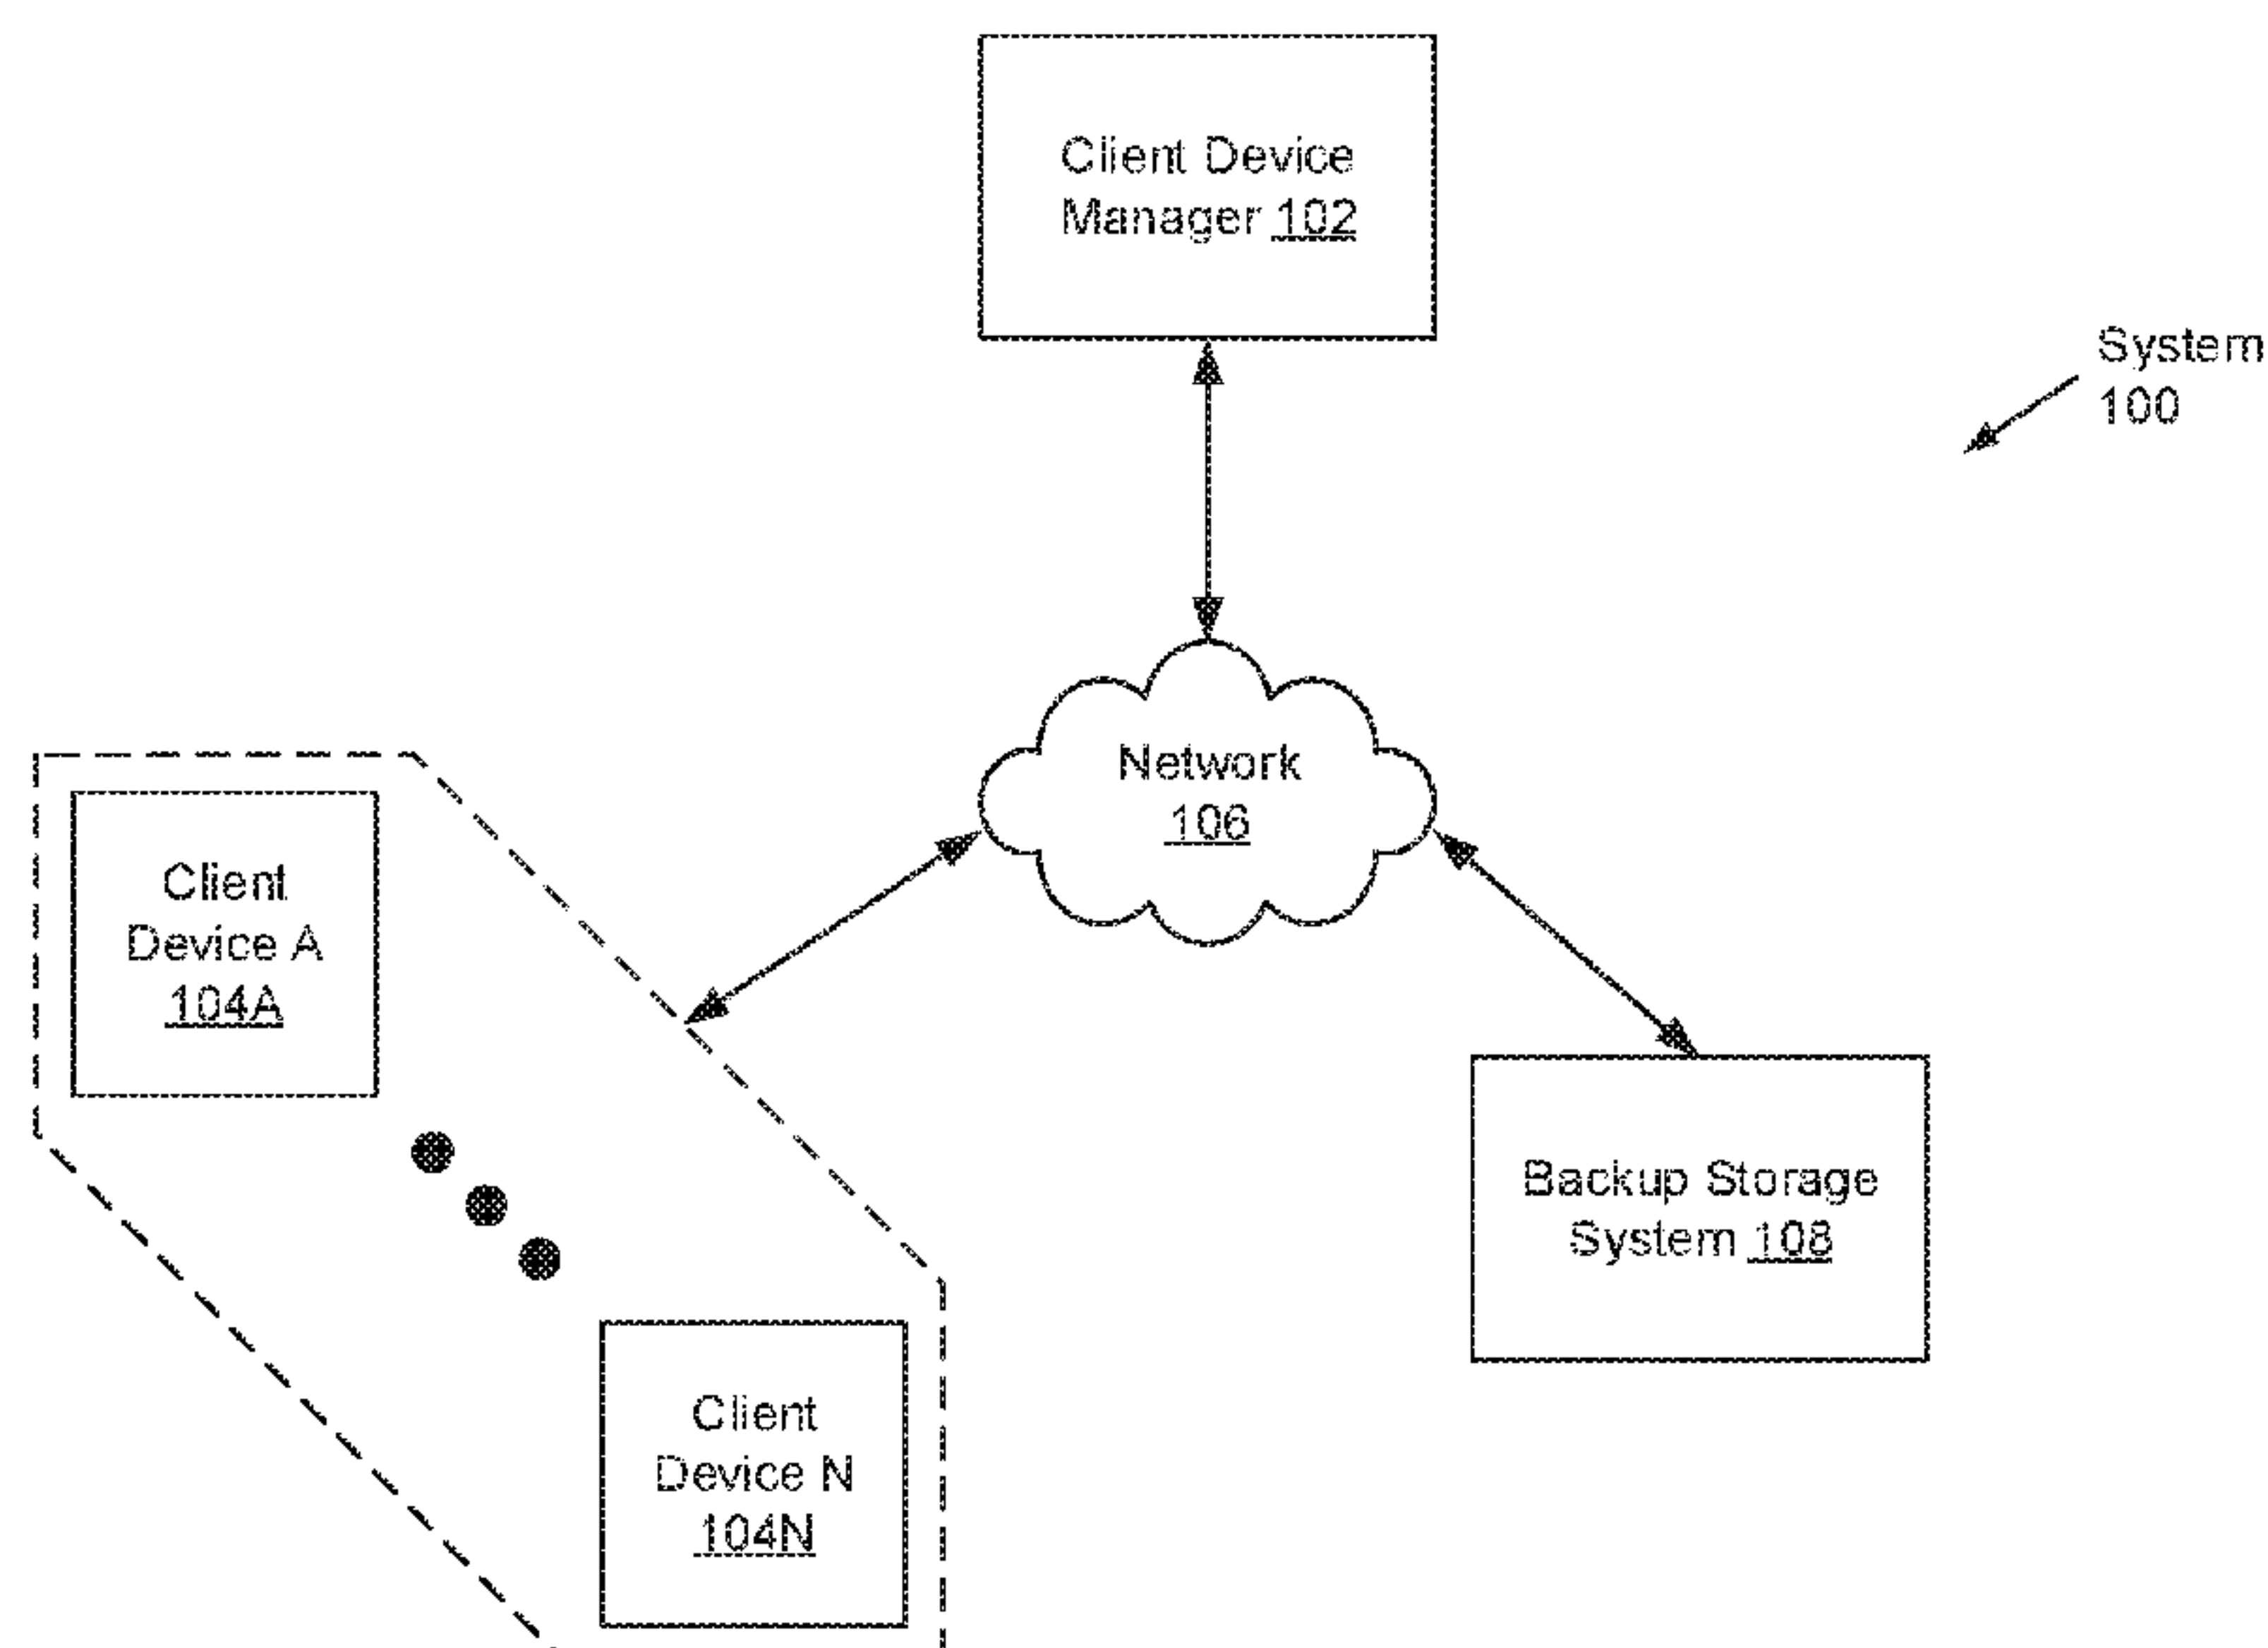 Client Device
Manager 102
System
100
Network
106
Client
Device A
104A
Backup Storage
System 108
Client
Device N
104N